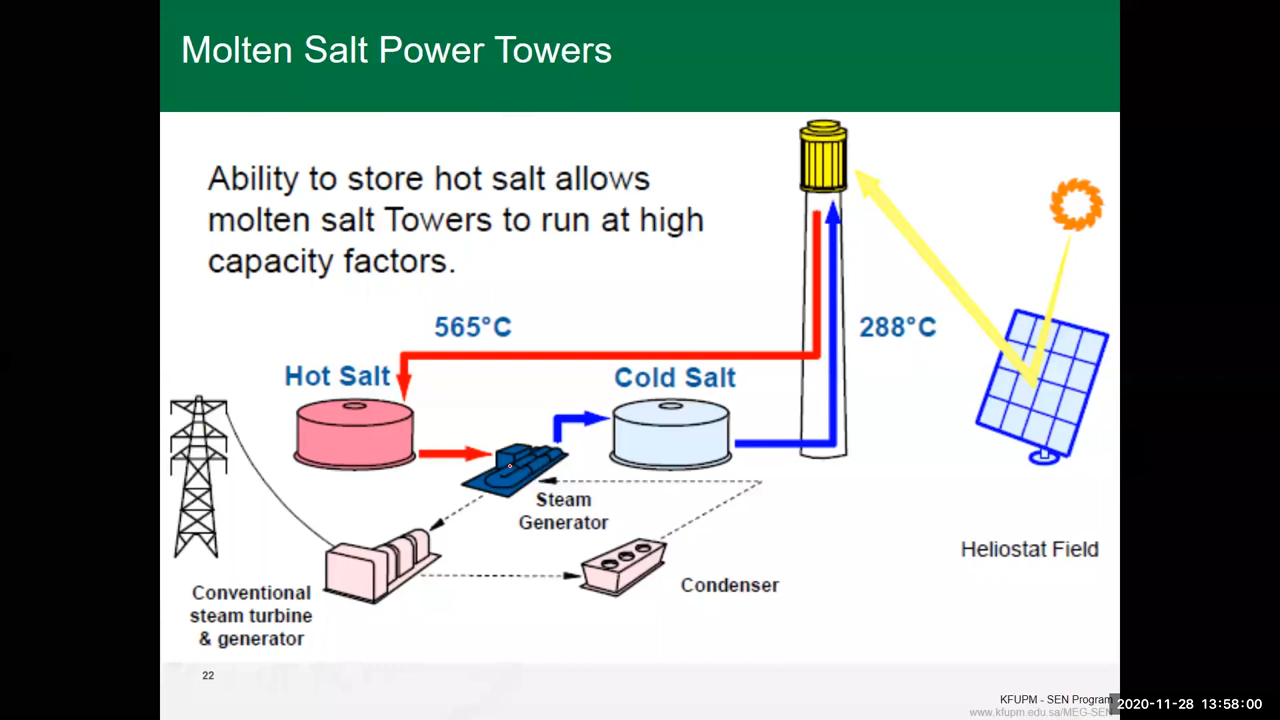 Molten Salt Power Towers
Ability to store hot salt allows
molten salt Towers to run at high
capacity factors.
565°C
288°C
Hot Salt
Cold Salt
Steam
Generator
Heliostat Field
Condenser
Conventional
steam turbine
& generator
22
KFUPM - SEN Program
www.kfupm.edu.sa/MEG-SEN
2020-11-28 13:58:00